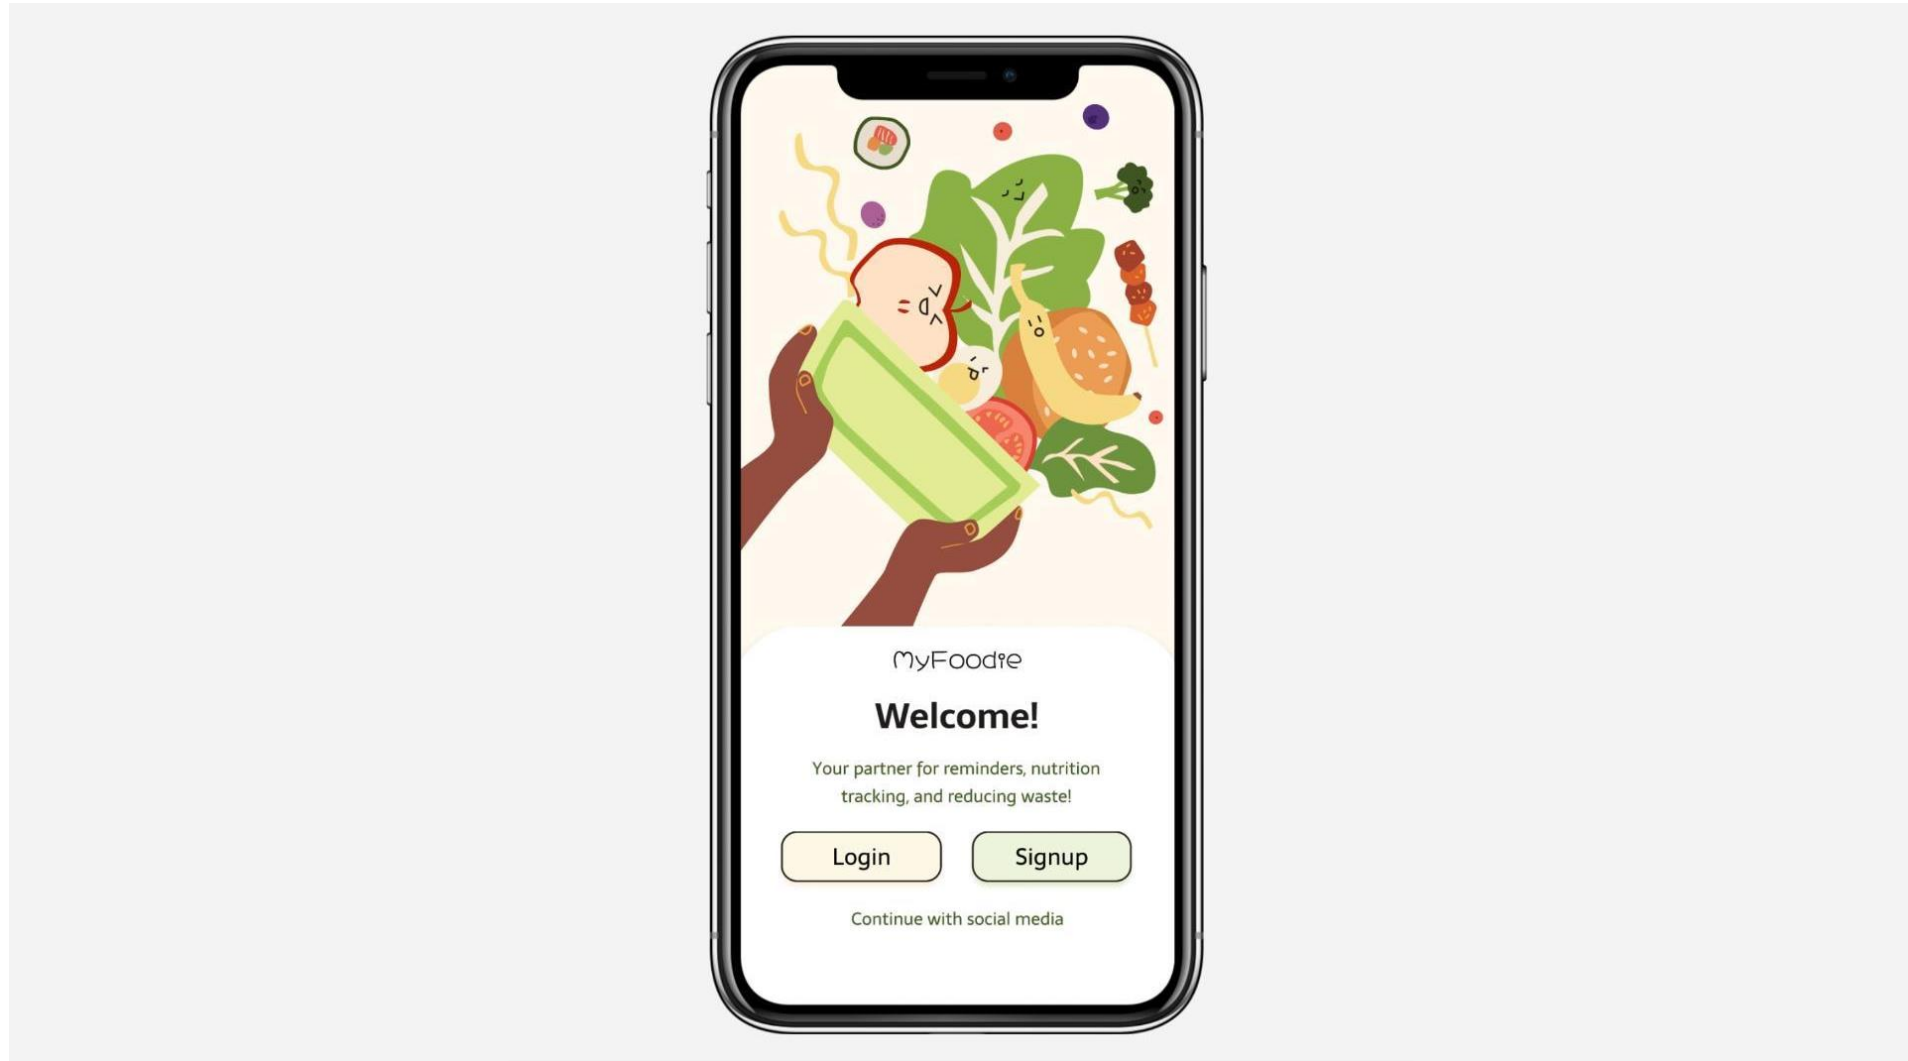 MyFoodie
Welcome!
Your partner for reminders, nutrition
tracking, and reducing waste!
Login
Signup
Continue with social media